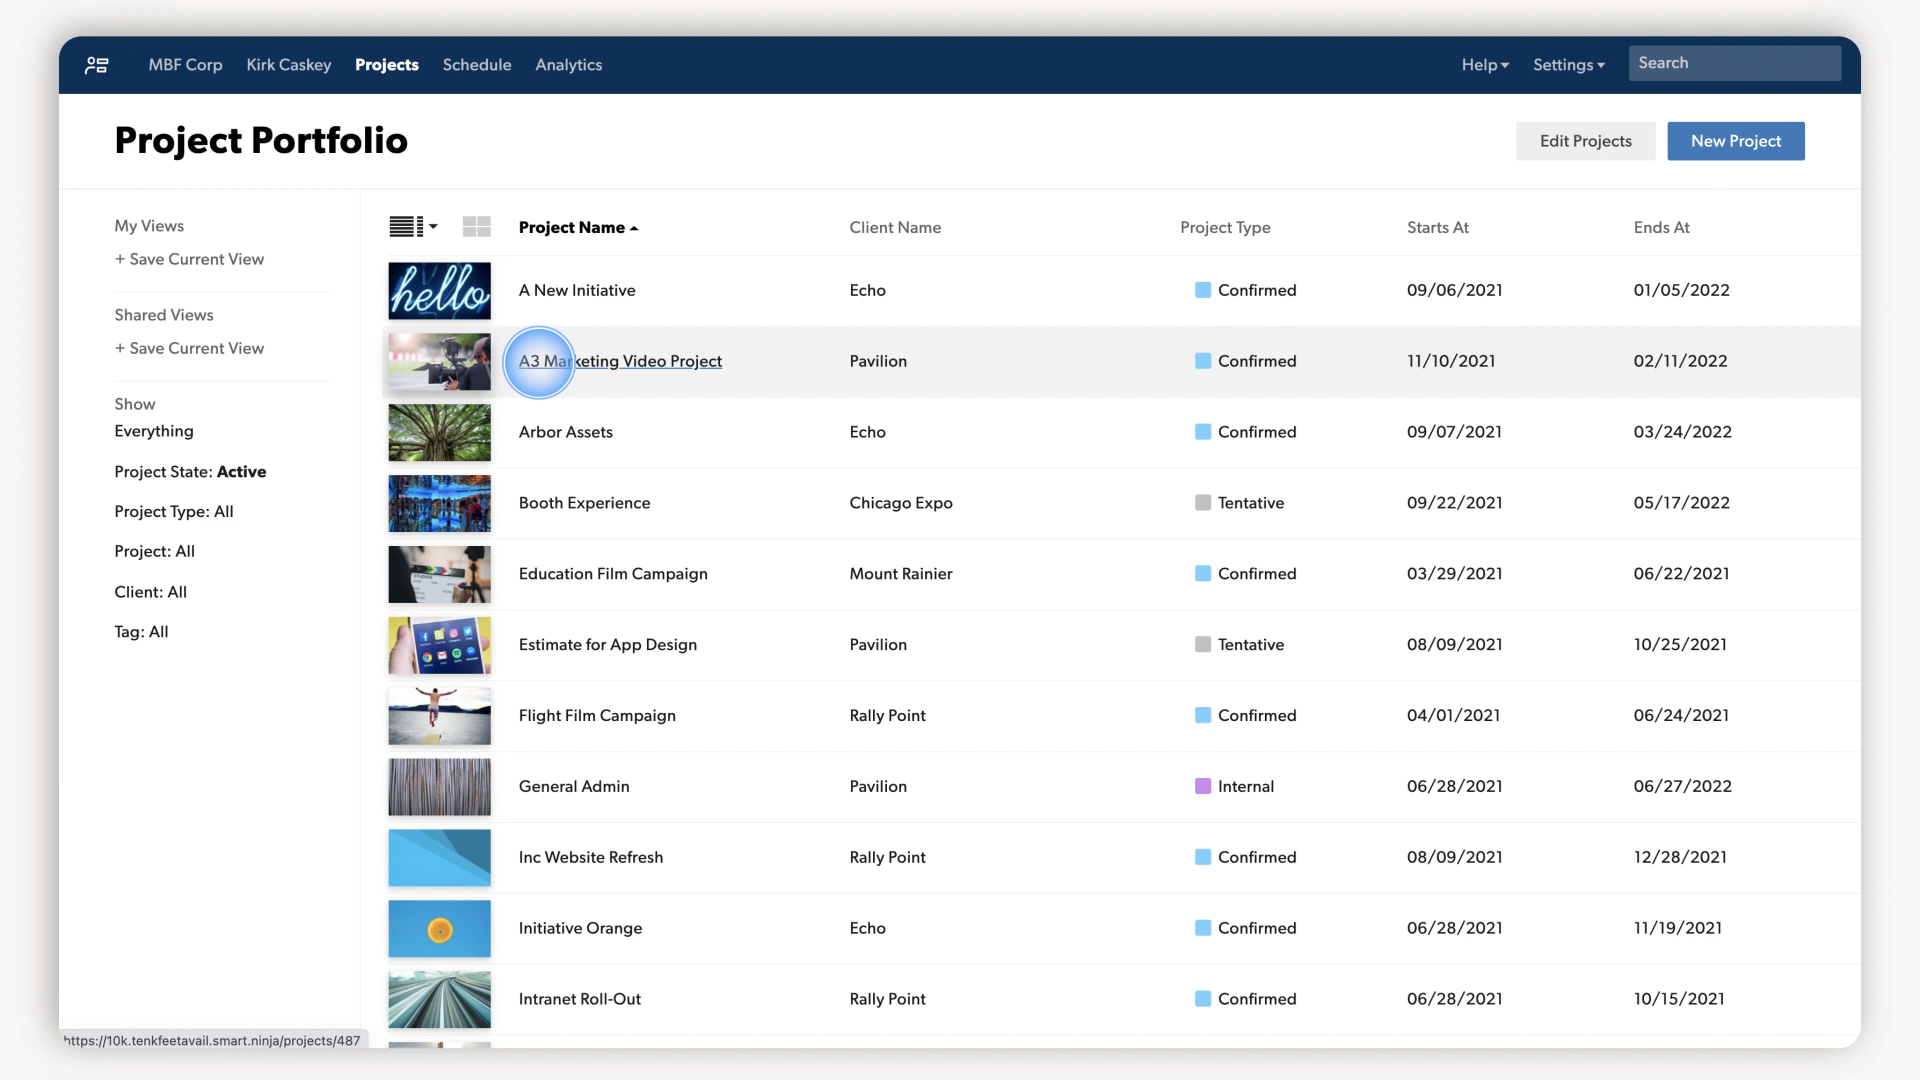 MBF Corp Kirk Caskey Projects Schedule Analytics Help Settings Search
Project Portfolio
Edit Projects New Project
My Views
+ Save Current View
Shared Views
+ Save Current View
Show
Everything
Project State: Active
Project Type: All
Project: All
Client: All
Tag: All
Project Name Client Name Project Type Starts At Ends At
hello A New Initiative Echo Confirmed 09/06/2021 01/05/2022
A3 Marketing Video Project Pavilion Confirmed 11/10/2021 02/11/2022
Arbor Assets Echo Confirmed 09/07/2021 03/24/2022
Booth Experience Chicago Expo Tentative 09/22/2021 05/17/2022
Education Film Campaign Mount Rainier Confirmed 03/29/2021 06/22/2021
Estimate for App Design Pavilion Tentative 08/09/2021 10/25/2021
Flight Film Campaign Rally Point Confirmed 04/01/2021 06/24/2021
General Admin Pavilion Internal 06/28/2021 06/27/2022
Inc Website Refresh Rally Point Confirmed 08/09/2021 12/28/2021
Initiative Orange Echo Confirmed 06/28/2021 11/19/2021
Intranet Roll-Out Rally Point Confirmed 06/28/2021 10/15/2021
https://10k.tenkfeetavail.smart.ninja/projects/487